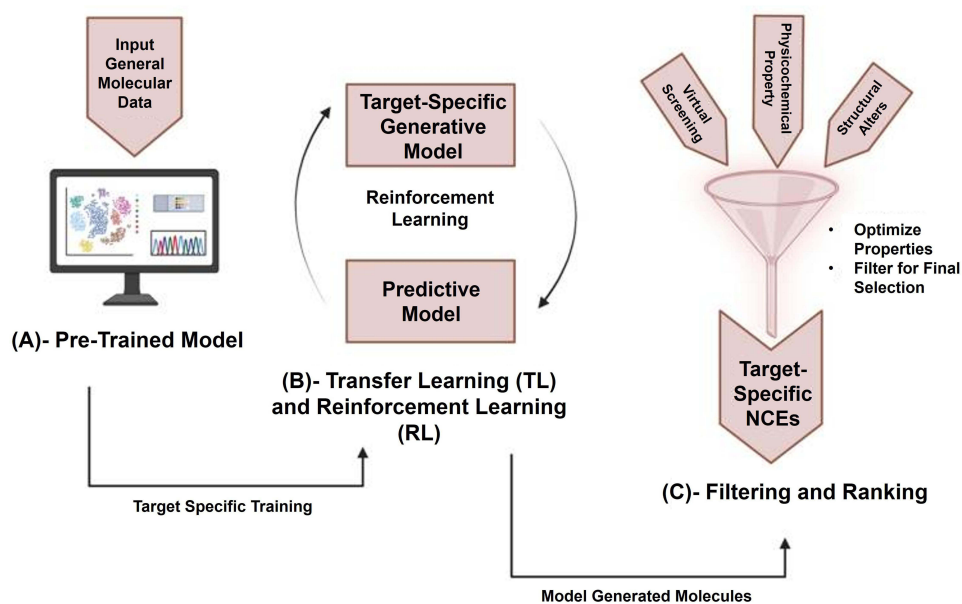 Input
General
Molecular
Data
(A)- Pre-Trained Model
Target Specific Training
Target-Specific
Generative
Model
Reinforcement
Learning
Predictive
Model
(B)- Transfer Learning (TL)
and Reinforcement Learning
(RL)
Model Generated Molecules
Virtual
Screening
Physicochemical
Property
Structural
Alters
• Optimize
Properties
• Filter for Final
Selection
Target-
Specific
NCEs
(C)- Filtering and Ranking